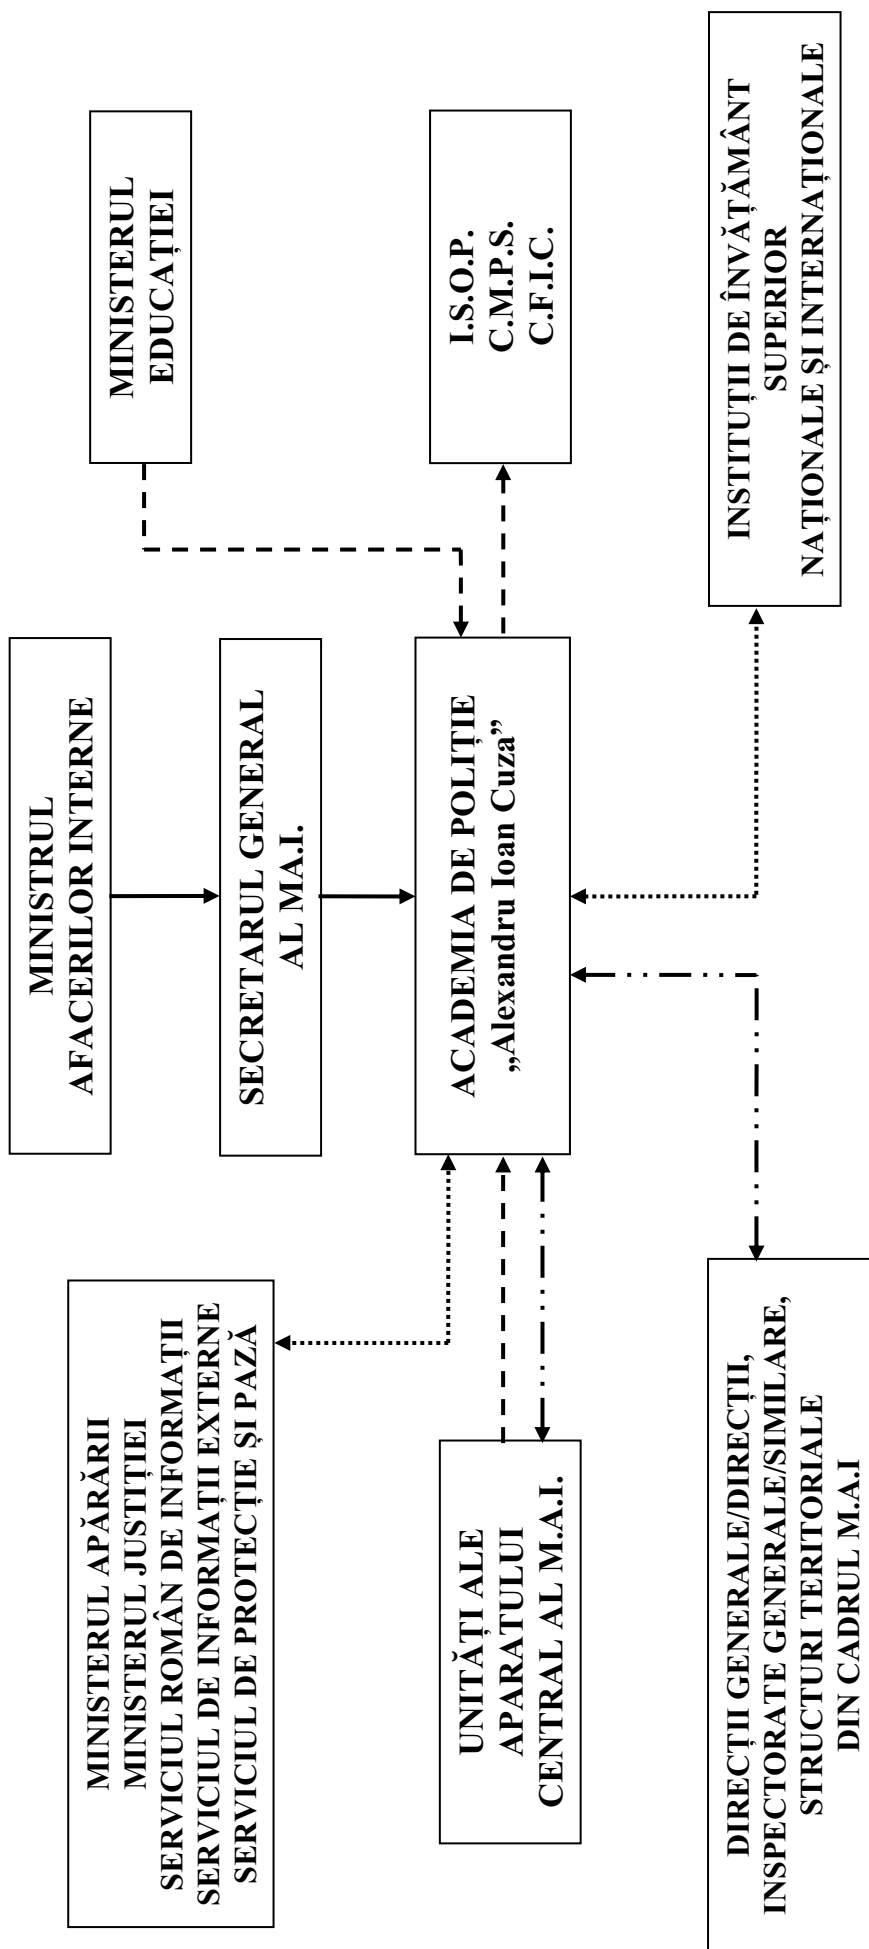 MINISTRUL
AFACERILOR INTERNE
SECRETARUL GENERAL
AL MA.I.
MINISTERUL APĂRĂRII
MINISTERUL JUSTIȚIEI
SERVICIUL ROMÂN DE INFORMAȚII
SERVICIUL DE INFORMAȚII EXTERNE
SERVICIUL DE PROTECȚIE ȘI PAZĂ
MINISTERUL
EDUCAȚIEI
UNITĂȚI ALE
APARATULUI
CENTRAL AL M.A.I.
ACADEMIA DE POLIȚIE
„Alexandru Ioan Cuza”
I.S.O.P.
C.M.P.S.
C.F.I.C.
DIRECȚII GENERALE/DIRECȚII,
INSPECTORATE GENERALE/SIMILARE,
STRUCTURI TERITORIALE
DIN CADRUL M.A.I
INSTITUȚII DE ÎNVĂȚĂMÂNT
SUPERIOR
NAȚIONALE ȘI INTERNAȚIONALE